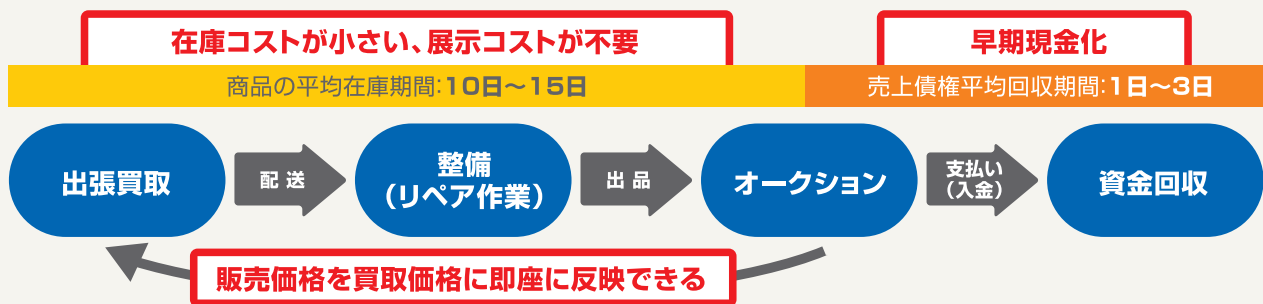 在庫コストが小さい、展示コストが不要
早期現金化
商品の平均在庫期間:10日～15日
売上債権平均回収期間:1日～3日
出張買取
配送
整備
（リペア作業）
出品
オークション
支払い
（入金）
資金回収
販売価格を買取価格に即座に反映できる